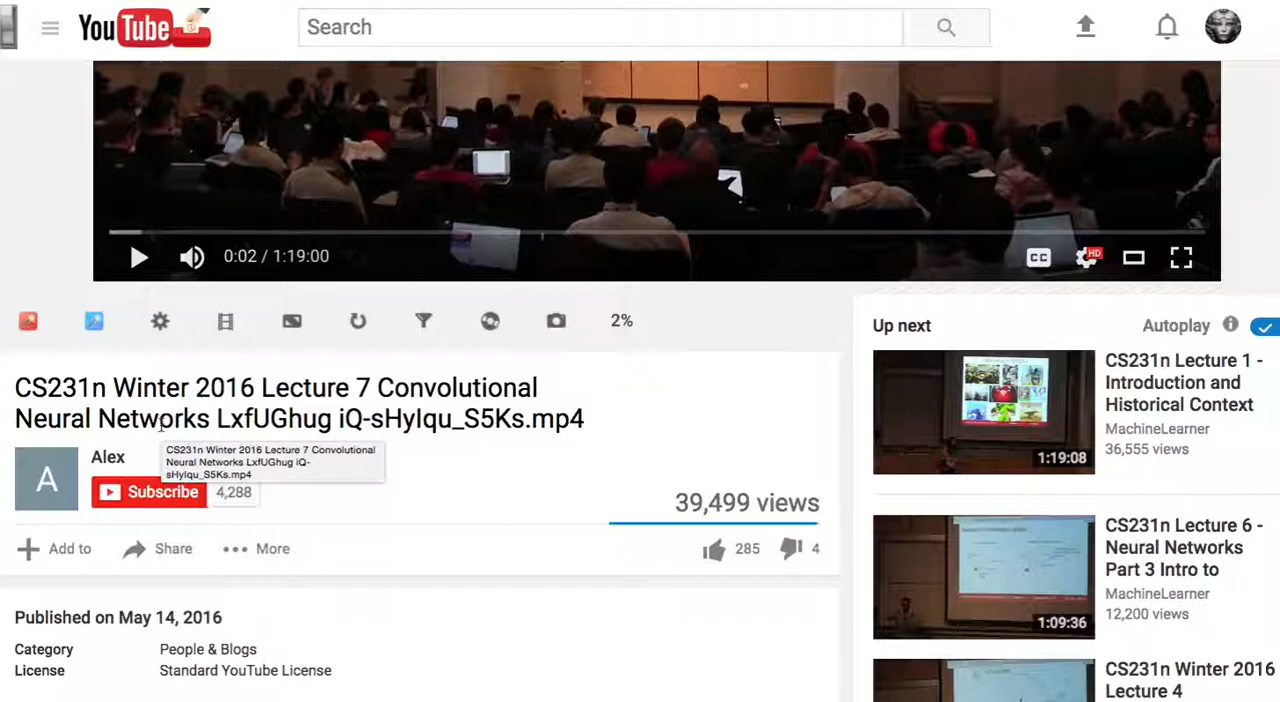 YouTube
Search
0:02 / 1:19:00
CC
HD
2%
CS231n Winter 2016 Lecture 7 Convolutional
Neural Networks LxfUGhug iQ-sHyIqu_S5Ks.mp4
CS231n Winter 2016 Lecture 7 Convolutional
Neural Networks LxfUGhug iQ-
sHyIqu_S5Ks.mp4
A
Alex
Subscribe 4,288
39,499 views
Add to
Share
More
285
4
Published on May 14, 2016
Category People & Blogs
License Standard YouTube License
Up next
Autoplay
CS231n Lecture 1 -
Introduction and
Historical Context
MachineLearner
36,555 views
1:19:08
CS231n Lecture 6 -
Neural Networks
Part 3 Intro to
MachineLearner
12,200 views
1:09:36
CS231n Winter 2016
Lecture 4